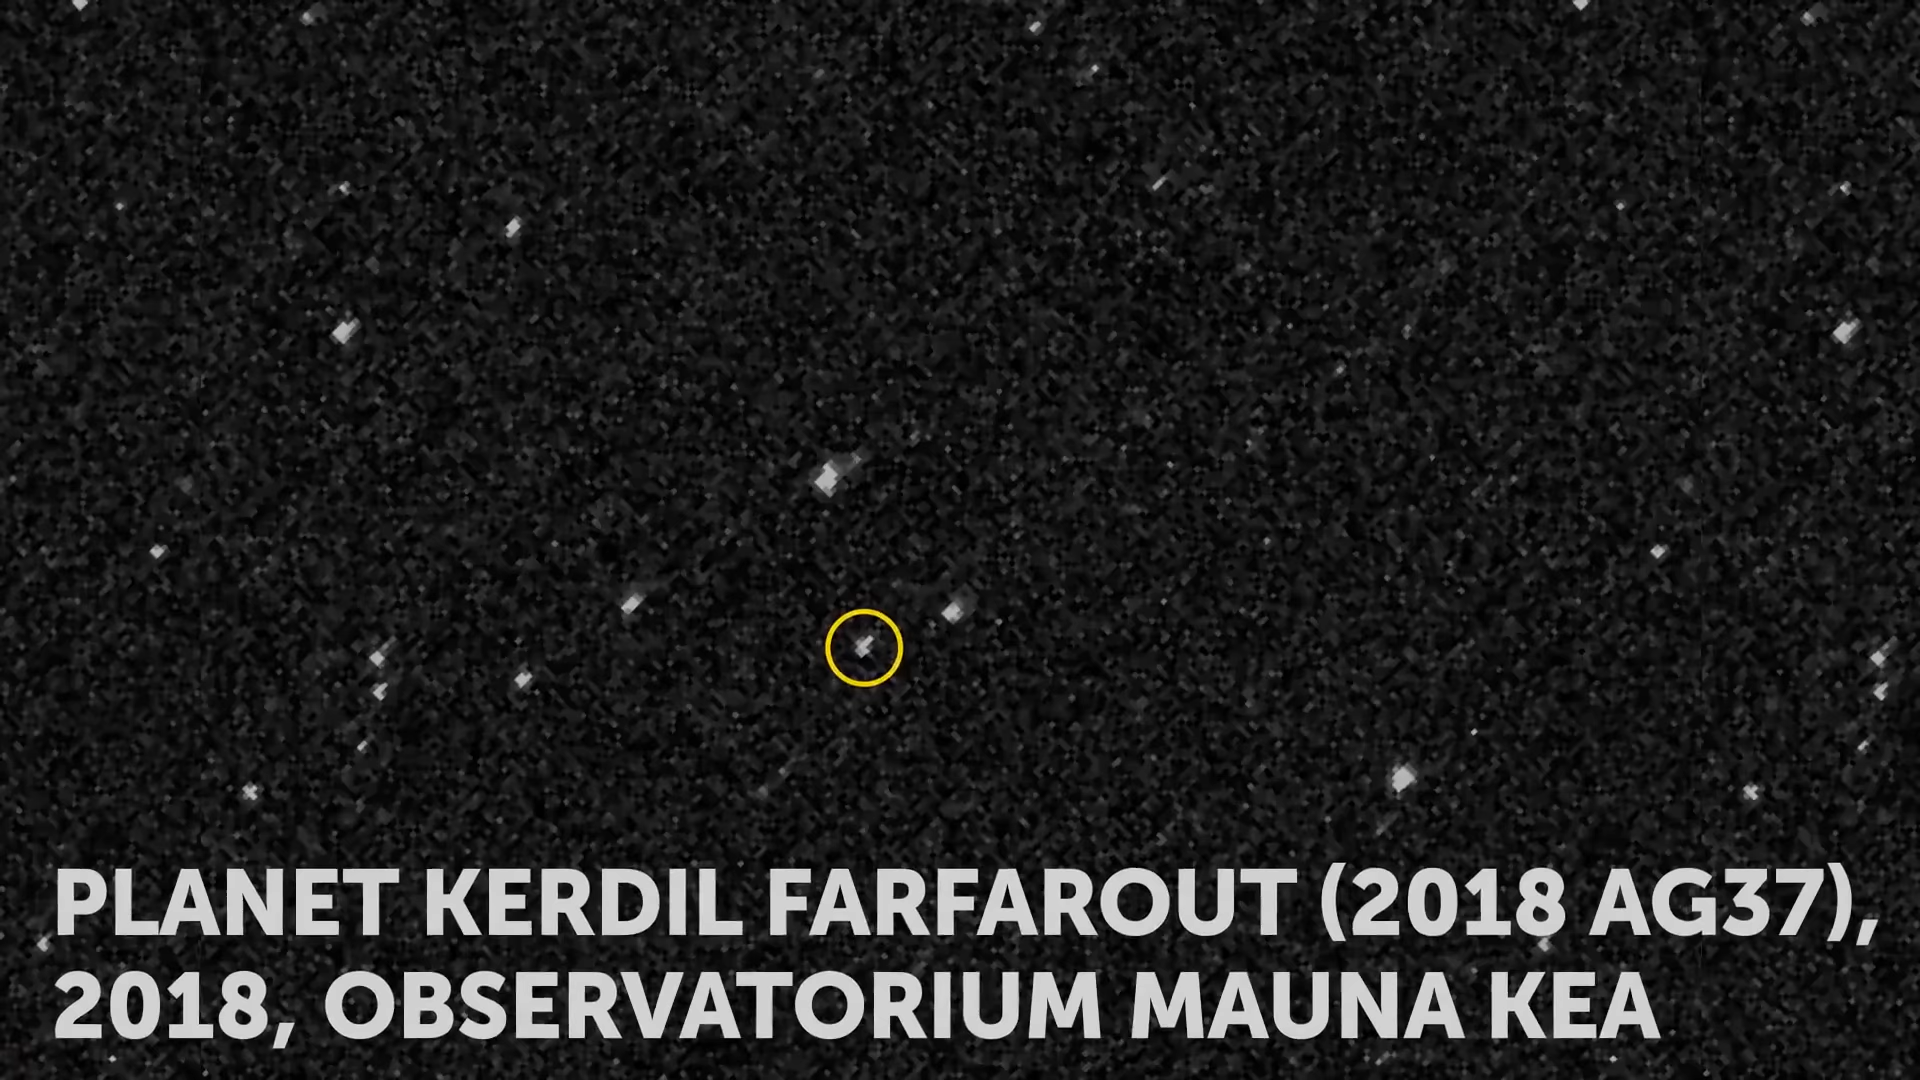 PLANET KERDIL FARFAROUT (2018 AG37),
2018, OBSERVATORIUM MAUNA KEA